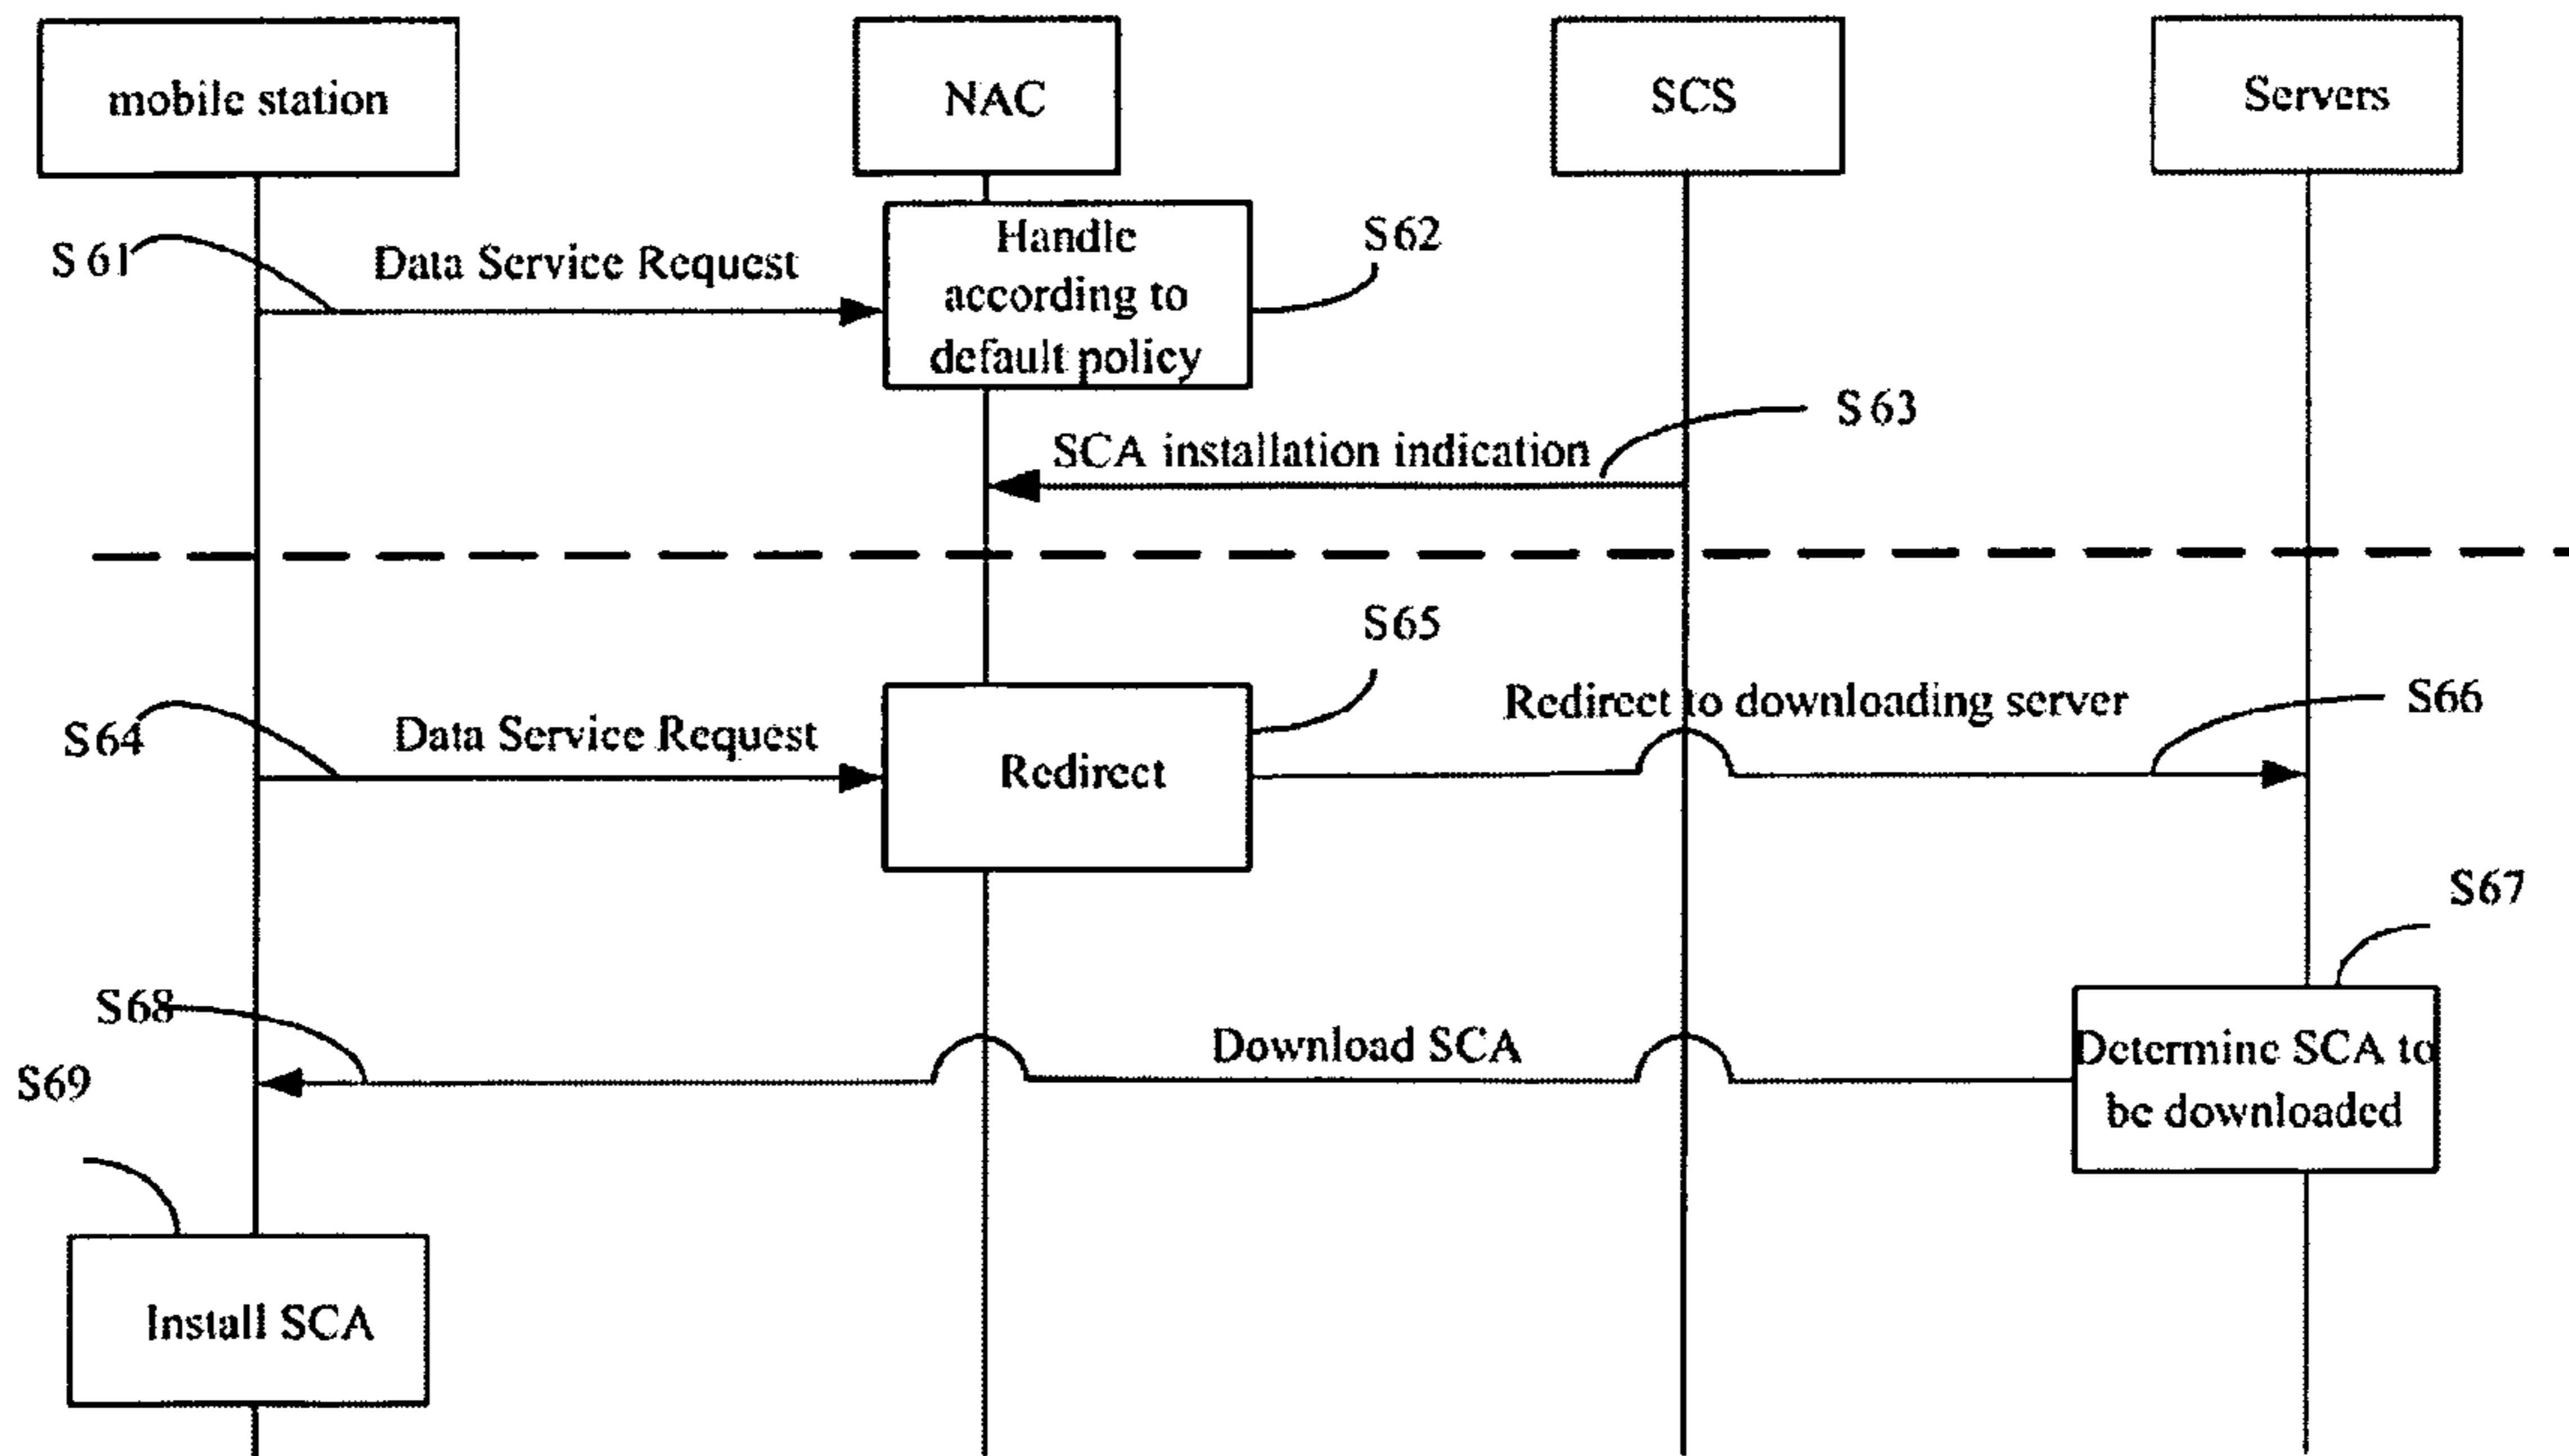 mobile station
NAC
SCS
Servers
S 61
Data Service Request
Handle
according to
default policy
S62
SCA installation indication
S 63
S64
Data Service Request
Redirect
S65
Redirect to downloading server
S66
S67
Determine SCA to
be downloaded
S68
Download SCA
S69
Install SCA